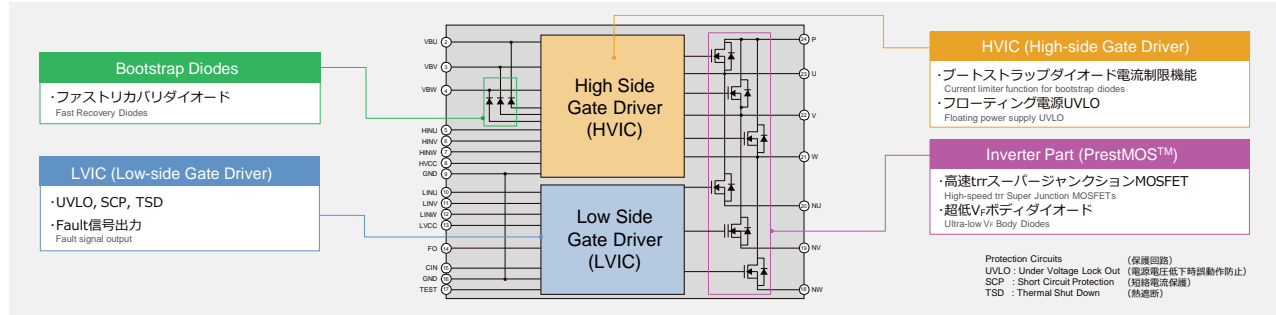 Bootstrap Diodes
・ファストリカバリダイオード
Fast Recovery Diodes
LVIC (Low-side Gate Driver)
・UVLO, SCP, TSD
・Fault信号出力
Fault signal output
VBU 2
VBV 3
VBW 4
HINU 5
HINV 6
HINW 7
HVCC 8
GND 9
LINU 10
LINV 11
LINW 12
LVCC 13
FO 14
CIN 15
GND 16
TEST 17
High Side
Gate Driver
(HVIC)
Low Side
Gate Driver
(LVIC)
24 P
23 U
22 V
21 W
20 NU
19 NV
18 NW
HVIC (High-side Gate Driver)
・ブートストラップダイオード電流制限機能
Current limiter function for bootstrap diodes
・フローティング電源UVLO
Floating power supply UVLO
Inverter Part (PrestMOS™)
・高速trrスーパージャンクションMOSFET
High-speed trr Super Junction MOSFETs
・超低VFボディダイオード
Ultra-low VF Body Diodes
Protection Circuits (保護回路)
UVLO : Under Voltage Lock Out (電源電圧低下時誤動作防止)
SCP : Short Circuit Protection (短絡電流保護)
TSD : Thermal Shut Down (熱遮断)